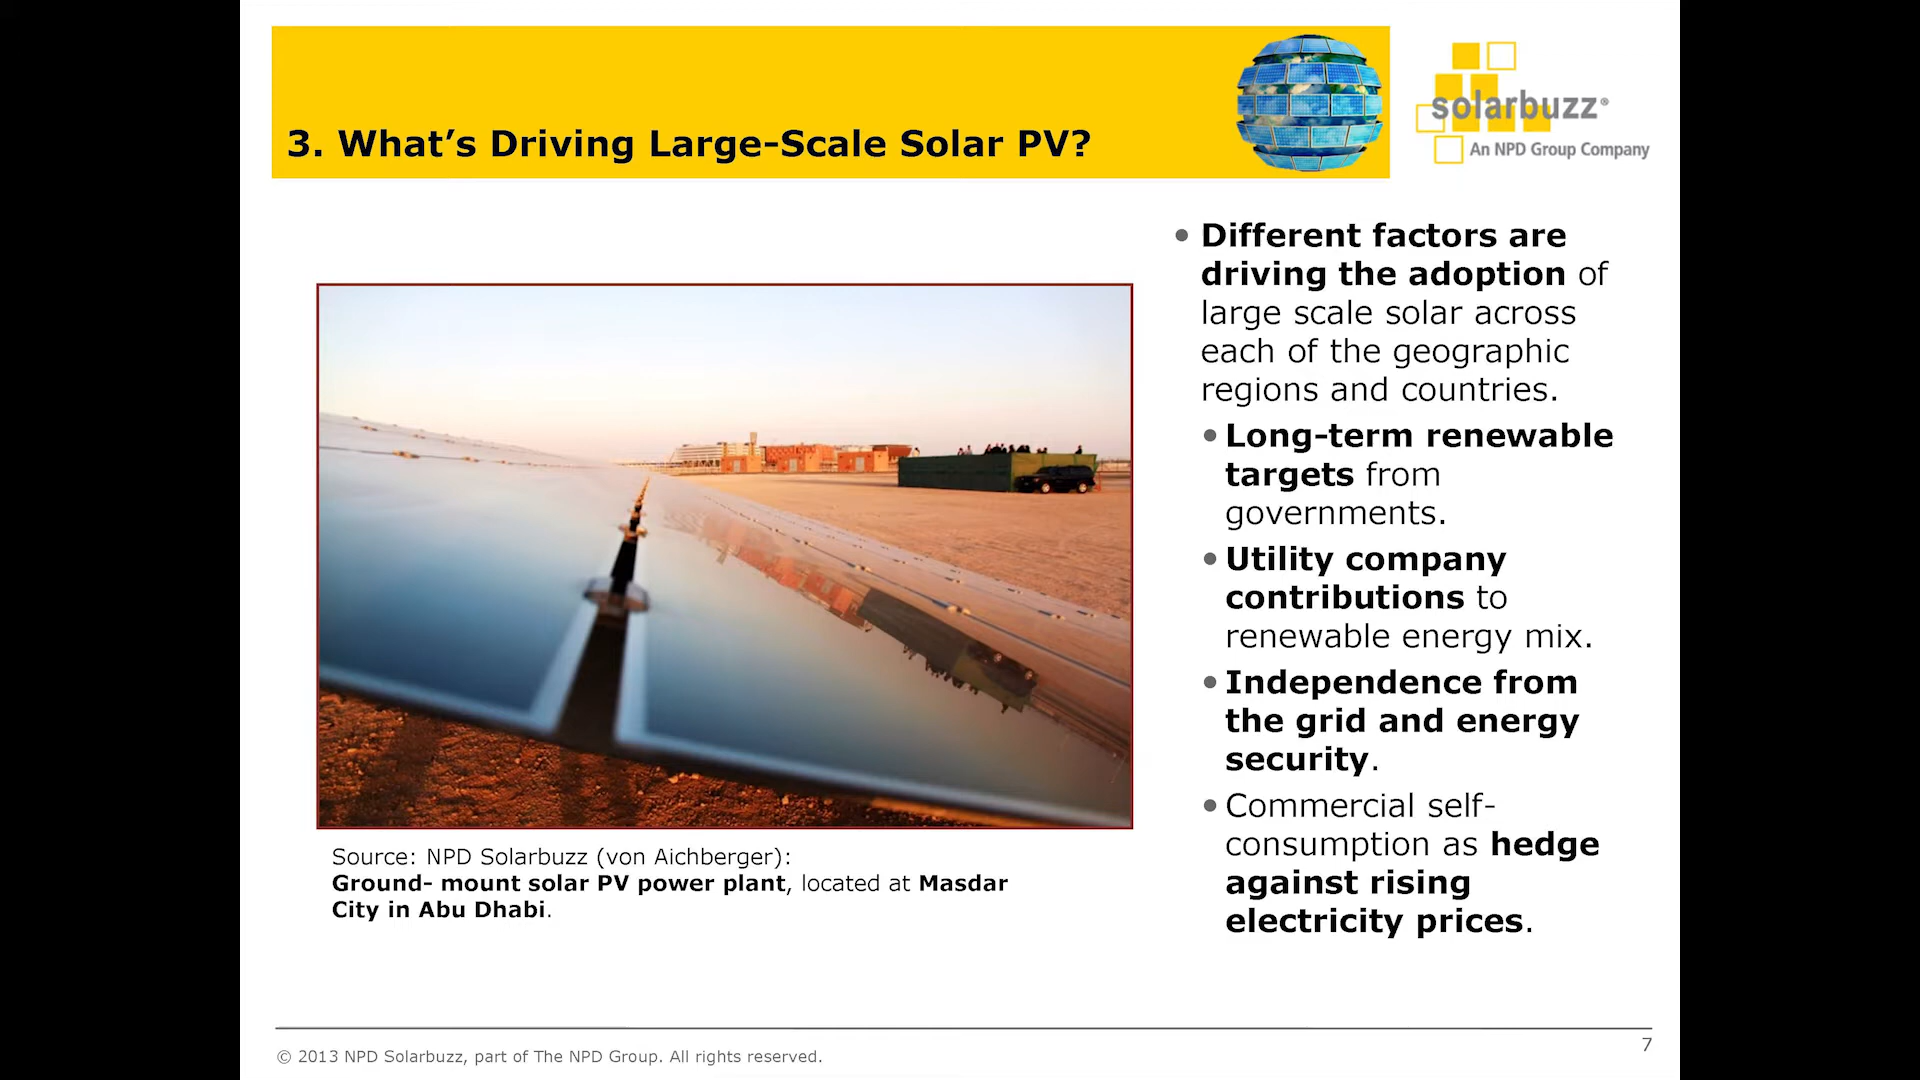 3. What’s Driving Large-Scale Solar PV?
solarbuzz®
An NPD Group Company
• Different factors are
driving the adoption of
large scale solar across
each of the geographic
regions and countries.
• Long-term renewable
targets from
governments.
• Utility company
contributions to
renewable energy mix.
• Independence from
the grid and energy
security.
• Commercial self-
consumption as hedge
against rising
electricity prices.
Source: NPD Solarbuzz (von Aichberger):
Ground- mount solar PV power plant, located at Masdar
City in Abu Dhabi.
© 2013 NPD Solarbuzz, part of The NPD Group. All rights reserved.
7